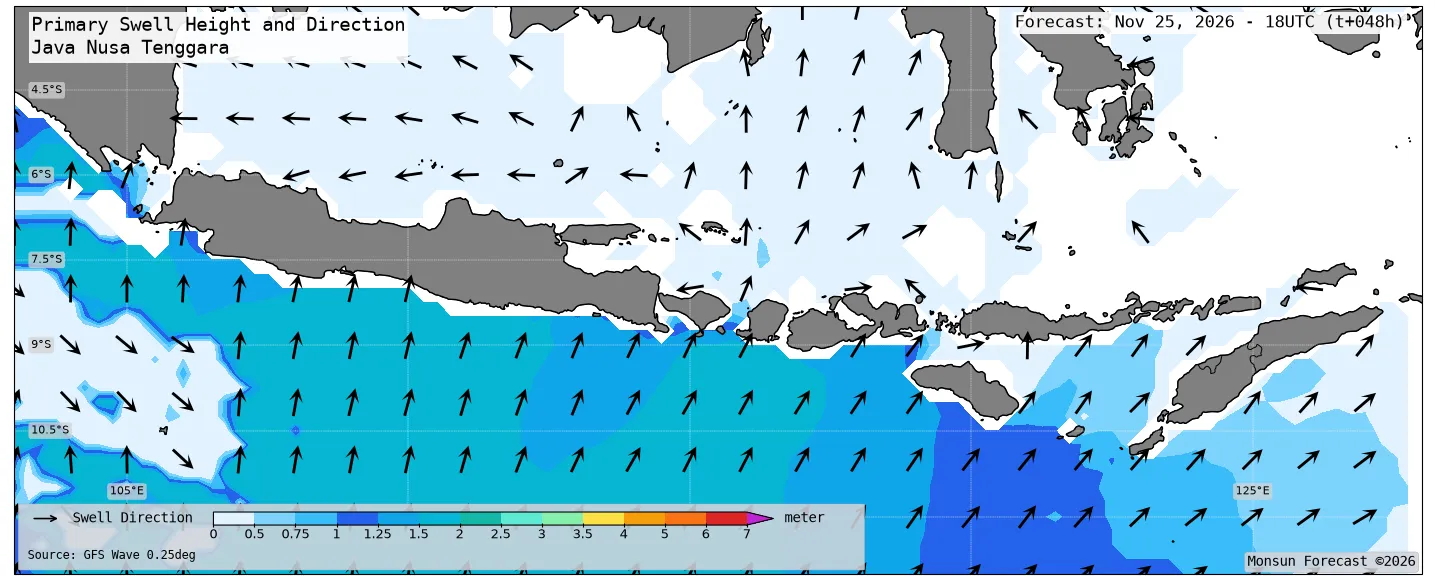 Primary Swell Height and Direction
Java Nusa Tenggara
Forecast: Nov 25, 2026 - 18UTC (t+048h)
4.5°S
6°S
7.5°S
9°S
10.5°S
105°E
125°E
Swell Direction
0 0.5 0.75 1 1.25 1.5 2 2.5 3 3.5 4 5 6 7
meter
Source: GFS Wave 0.25deg
Monsun Forecast ©2026